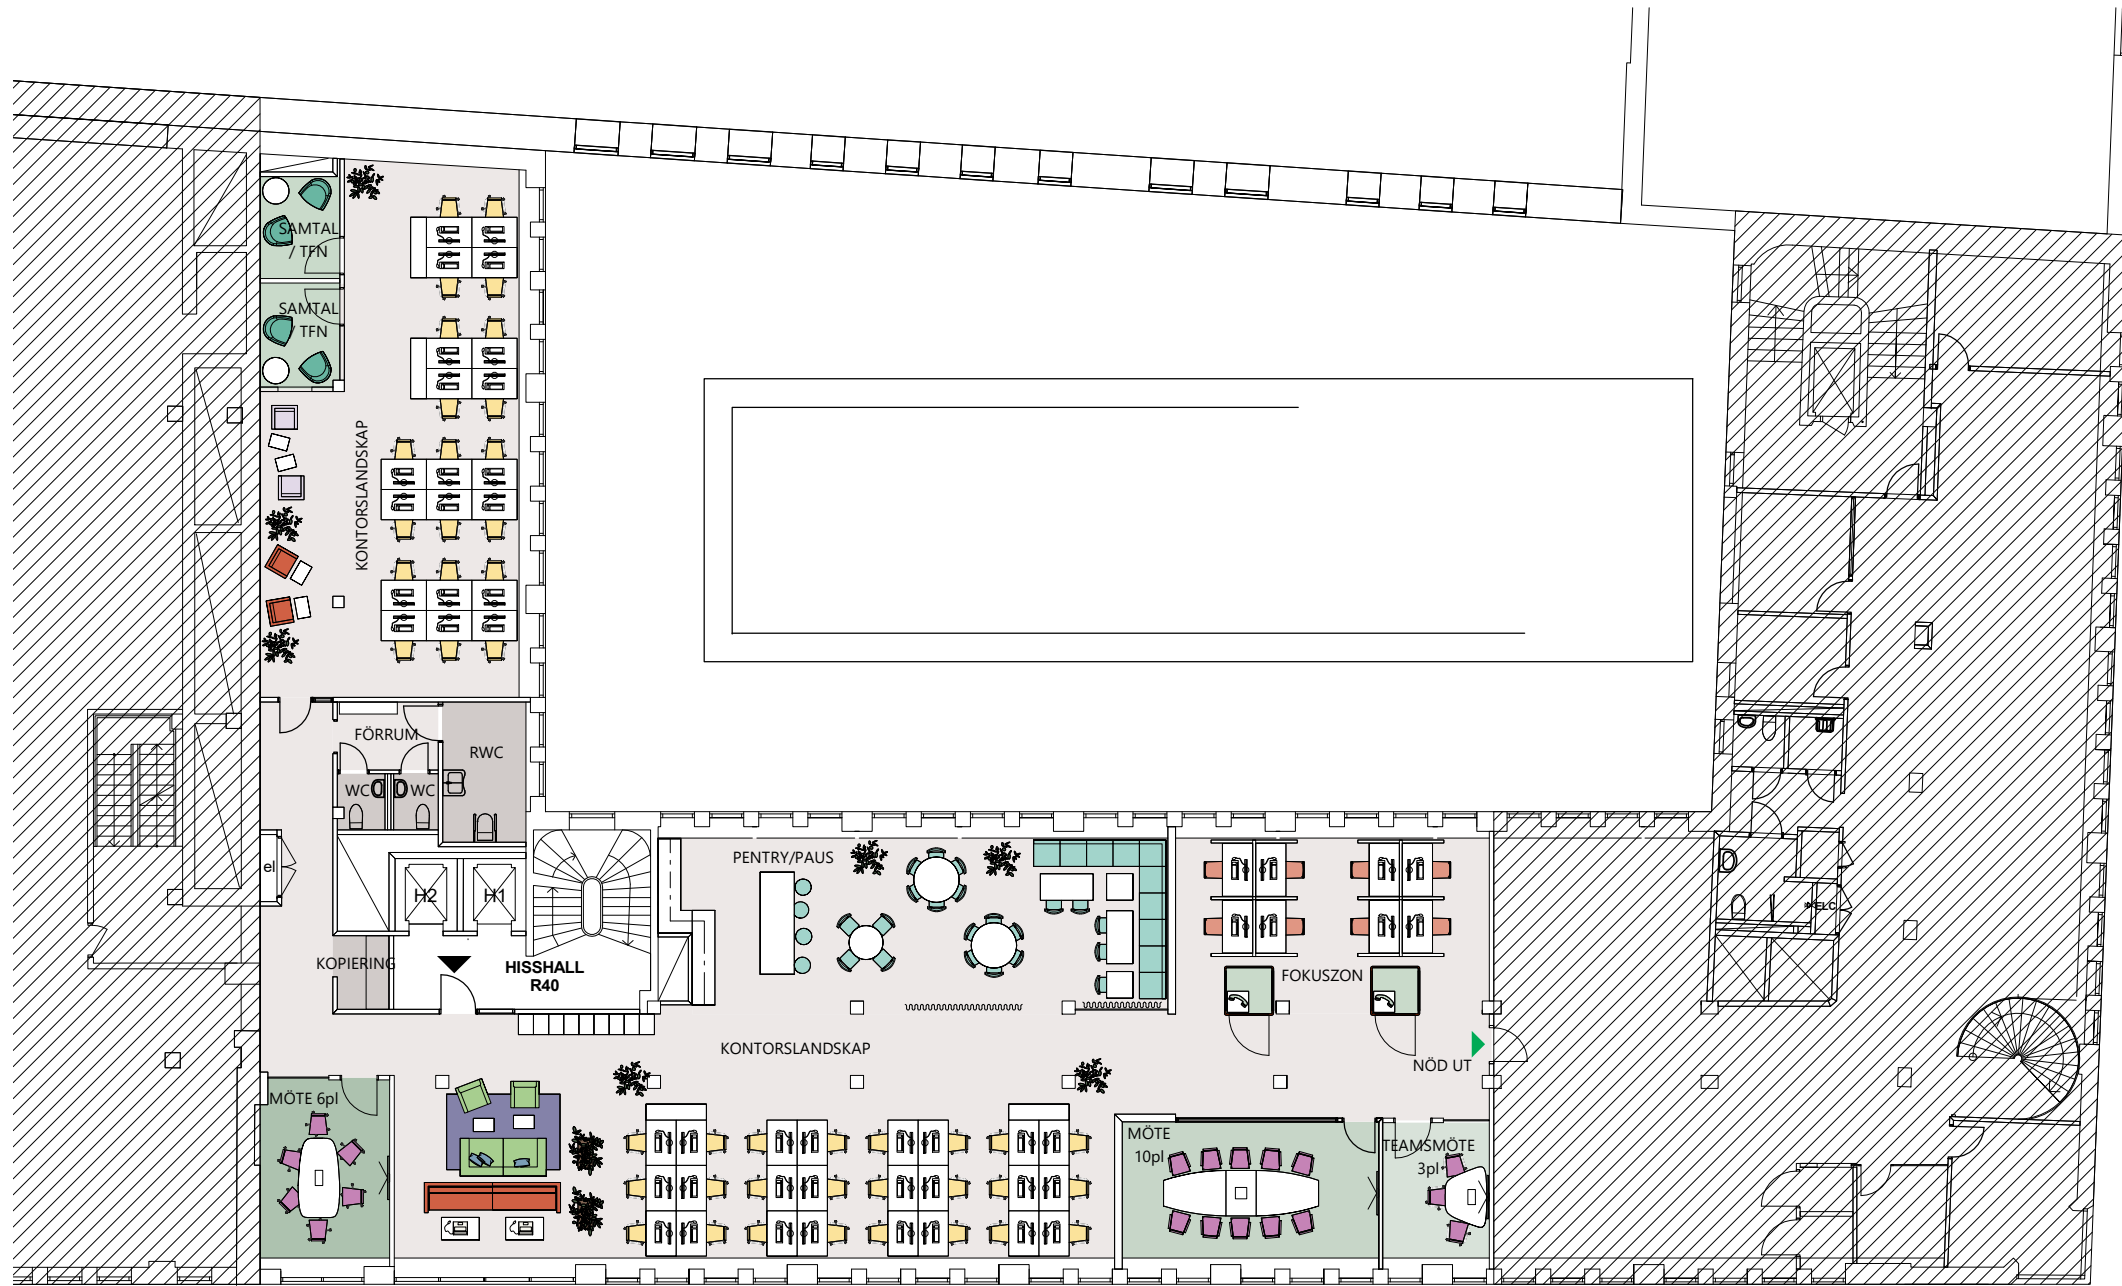 SAMTAL
/ TFN
SAMTAL
/ TFN
KONTORSLANDSKAP
FÖRRUM
RWC
WC
WC
el
H2
H1
KOPIERING
HISSHALL
R40
PENTRY/PAUS
FOKUSZON
ELC
KONTORSLANDSKAP
NÖD UT
MÖTE 6pl
MÖTE
10pl
TEAMSMÖTE
3pl